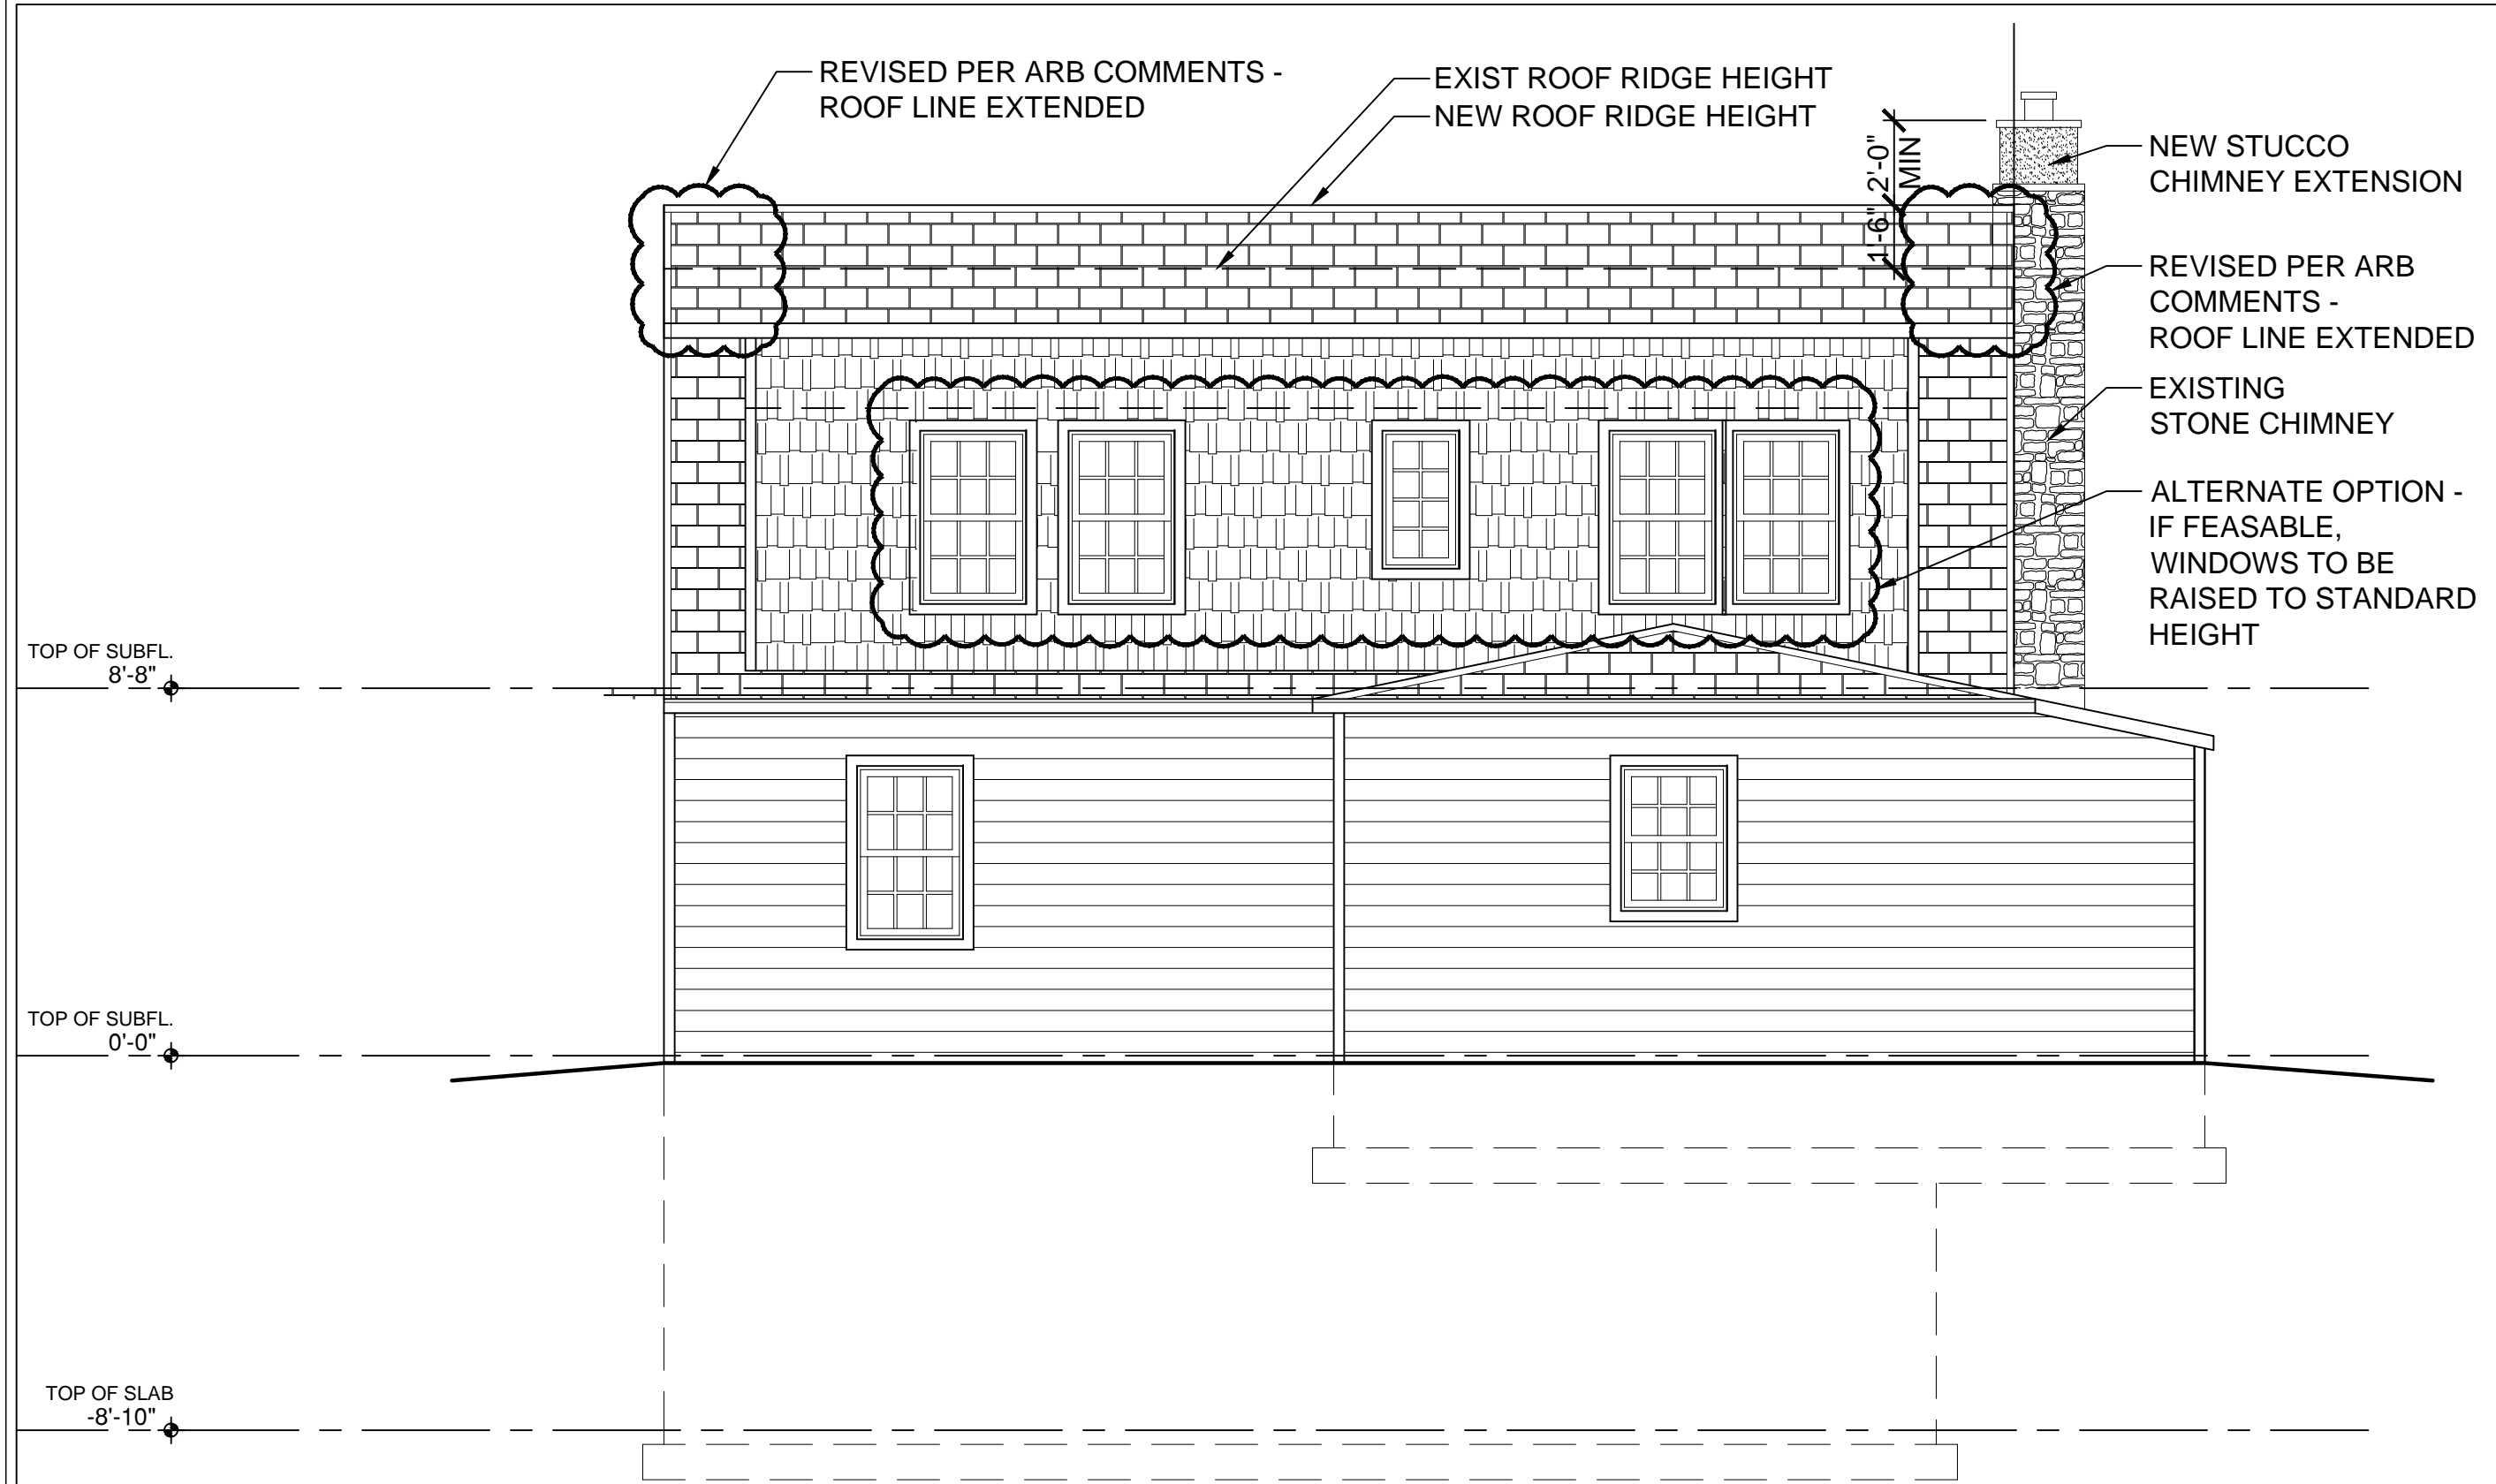 REVISED PER ARB COMMENTS -
ROOF LINE EXTENDED
EXIST ROOF RIDGE HEIGHT
NEW ROOF RIDGE HEIGHT
2'-0"
MIN
1'-6"
NEW STUCCO
CHIMNEY EXTENSION
REVISED PER ARB
COMMENTS -
ROOF LINE EXTENDED
EXISTING
STONE CHIMNEY
ALTERNATE OPTION -
IF FEASABLE,
WINDOWS TO BE
RAISED TO STANDARD
HEIGHT
TOP OF SUBFL.
8'-8"
TOP OF SUBFL.
0'-0"
TOP OF SLAB
-8'-10"